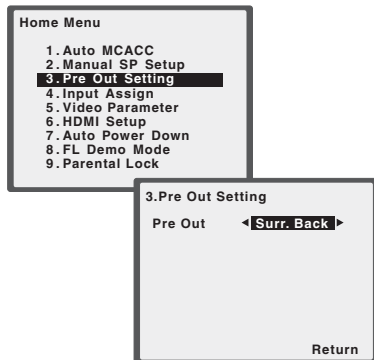 Home Menu
1.Auto MCACC
2.Manual SP Setup
3.Pre Out Setting
4.Input Assign
5.Video Parameter
6.HDMI Setup
7.Auto Power Down
8.FL Demo Mode
9.Parental Lock
3.Pre Out Setting
Pre Out ◀ Surr. Back ▶
Return